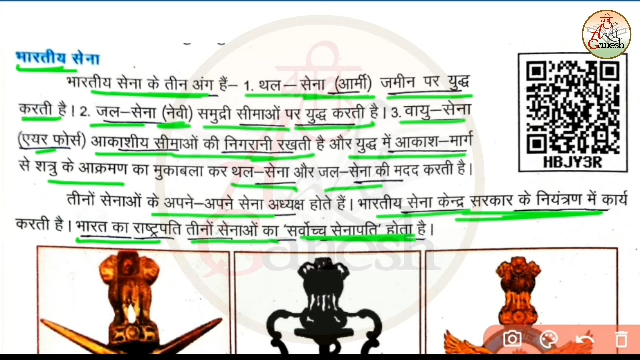 भारतीय सेना
भारतीय सेना के तीन अंग हैं– 1. थल–सेना (आर्मी) जमीन पर युद्ध
करती है। 2. जल–सेना (नेवी) समुद्री सीमाओं पर युद्ध करती है। 3. वायु–सेना
(एयर फोर्स) आकाशीय सीमाओं की निगरानी रखती है और युद्ध में आकाश–मार्ग
से शत्रु के आक्रमण का मुकाबला कर थल–सेना और जल–सेना की मदद करती है।
HBJY3R
तीनों सेनाओं के अपने–अपने सेना अध्यक्ष होते हैं। भारतीय सेना केन्द्र सरकार के नियंत्रण में कार्य
करती है। भारत का राष्ट्रपति तीनों सेनाओं का ‘सर्वोच्च सेनापति’ होता है।
Ganesh
Ganesh